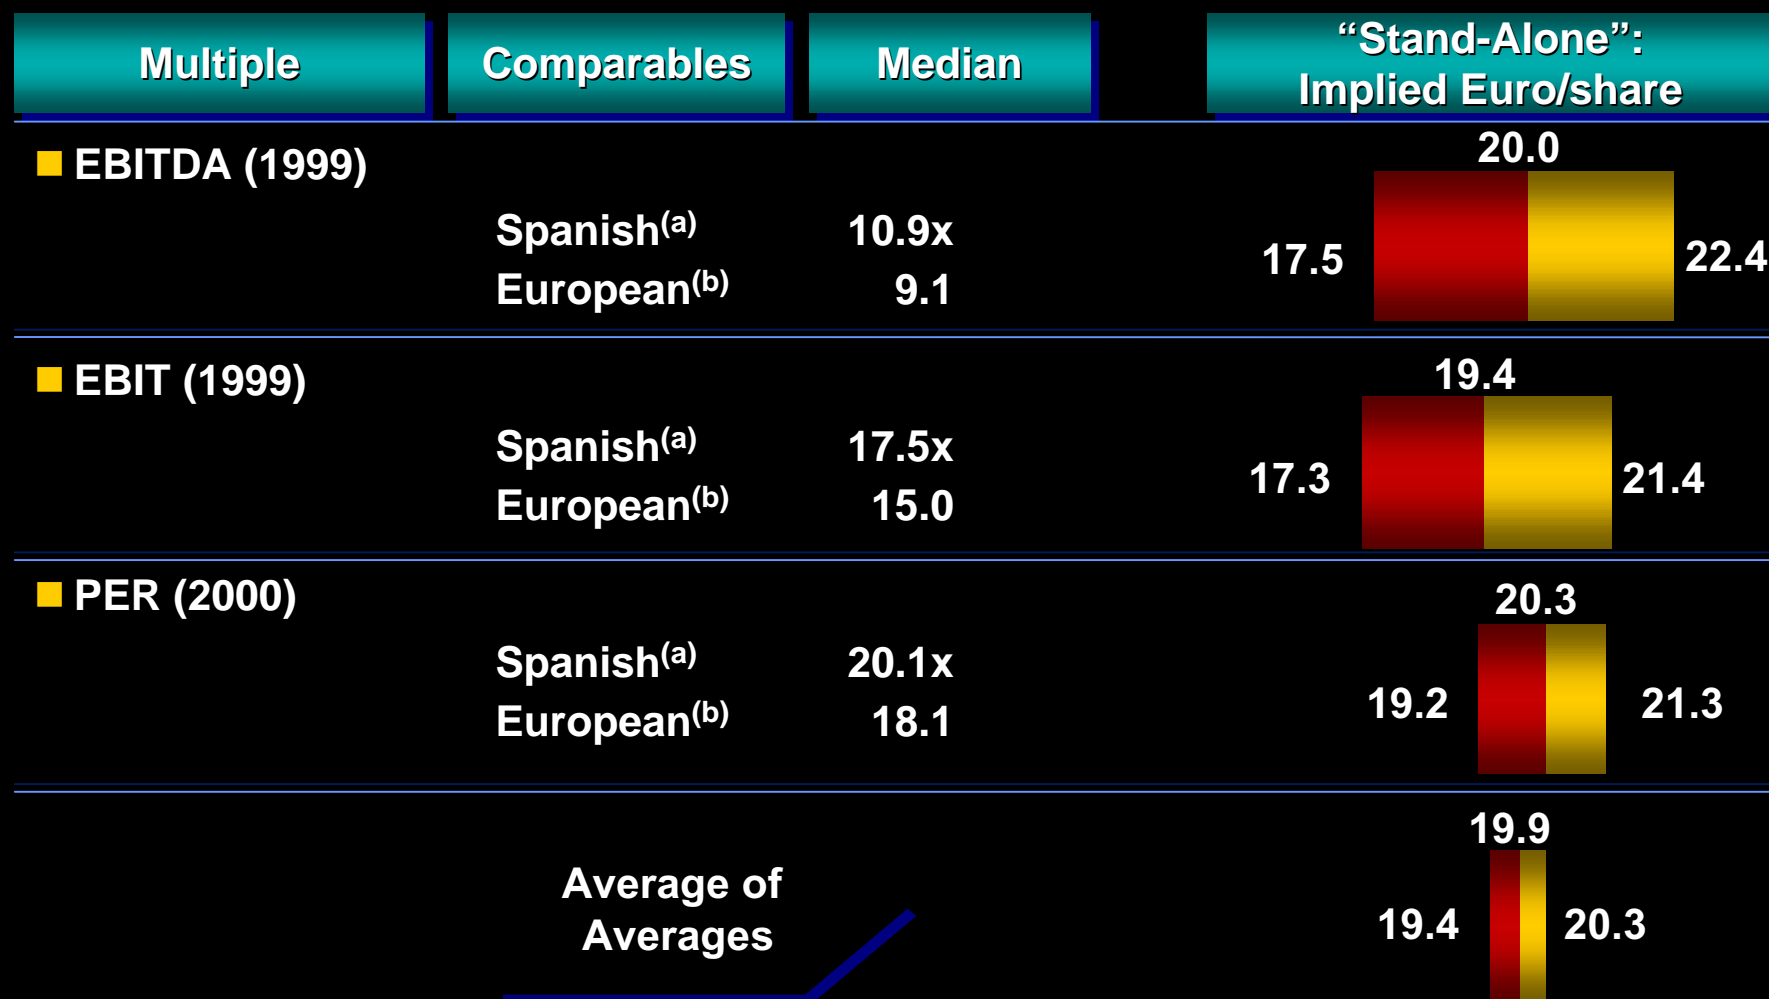 Multiple Comparables Median “Stand-Alone”:
Implied Euro/share
EBITDA (1999)
20.0
Spanish(a) 10.9x
European(b) 9.1
17.5 22.4
EBIT (1999)
19.4
Spanish(a) 17.5x
European(b) 15.0
17.3 21.4
PER (2000)
20.3
Spanish(a) 20.1x
European(b) 18.1
19.2 21.3
19.9
Average of
Averages
19.4 20.3